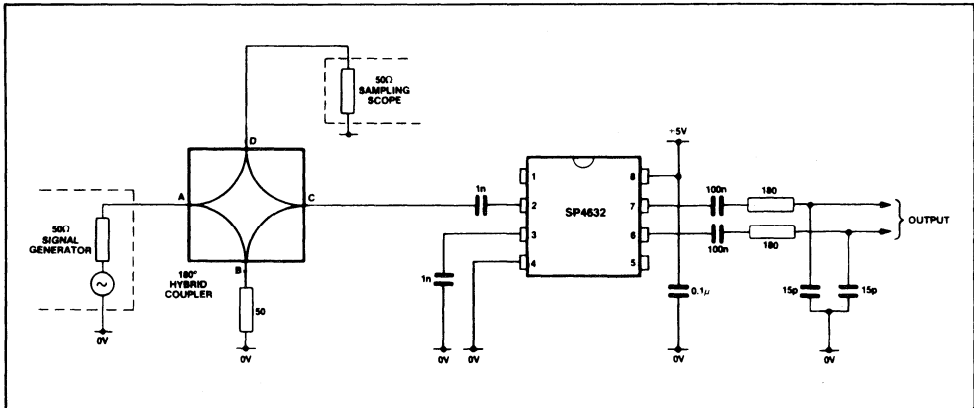 50Ω
SAMPLING
SCOPE
0V
D
A
C
B
50Ω
SIGNAL
GENERATOR
0V
180°
HYBRID
COUPLER
50
0V
1n
1n
0V
0V
1
2
3
4
SP4632
8
7
6
5
+5V
0.1μ
0V
100n
180
100n
180
OUTPUT
15p
15p
0V